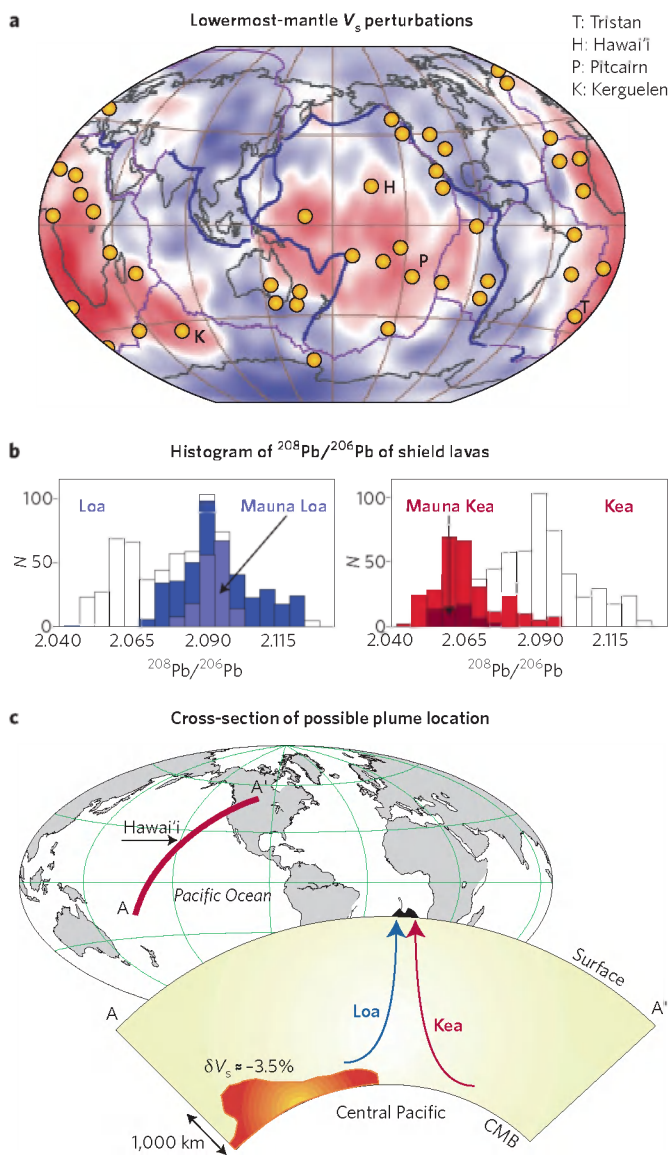 a
Lowermost-mantle Vs perturbations
T: Tristan
H: Hawai'i
P: Pitcairn
K: Kerguelen
H
P
T
K
b
Histogram of 208Pb/206Pb of shield lavas
Loa
Mauna Loa
100
50
0
N
2.040 2.065 2.090 2.115
208Pb/206Pb
Mauna Kea
Kea
100
50
0
N
2.040 2.065 2.090 2.115
208Pb/206Pb
c
Cross-section of possible plume location
A'
Hawai'i
A
Pacific Ocean
Surface
A
A"
Loa
Kea
δVs ≈ –3.5%
Central Pacific
CMB
1,000 km